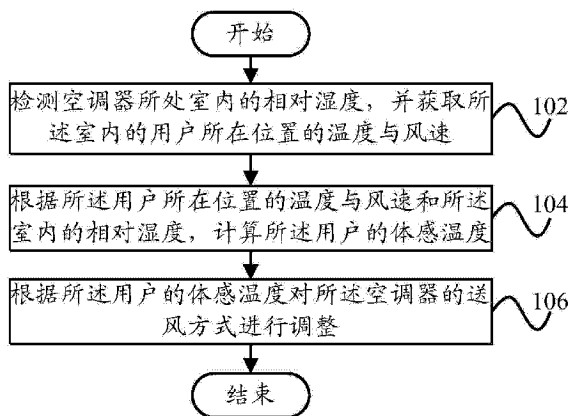 开始
检测空调器所处室内的相对湿度，并获取所
述室内的用户所在位置的温度与风速
102
根据所述用户所在位置的温度与风速和所述
室内的相对湿度，计算所述用户的体感温度
104
根据所述用户的体感温度对所述空调器的送
风方式进行调整
106
结束